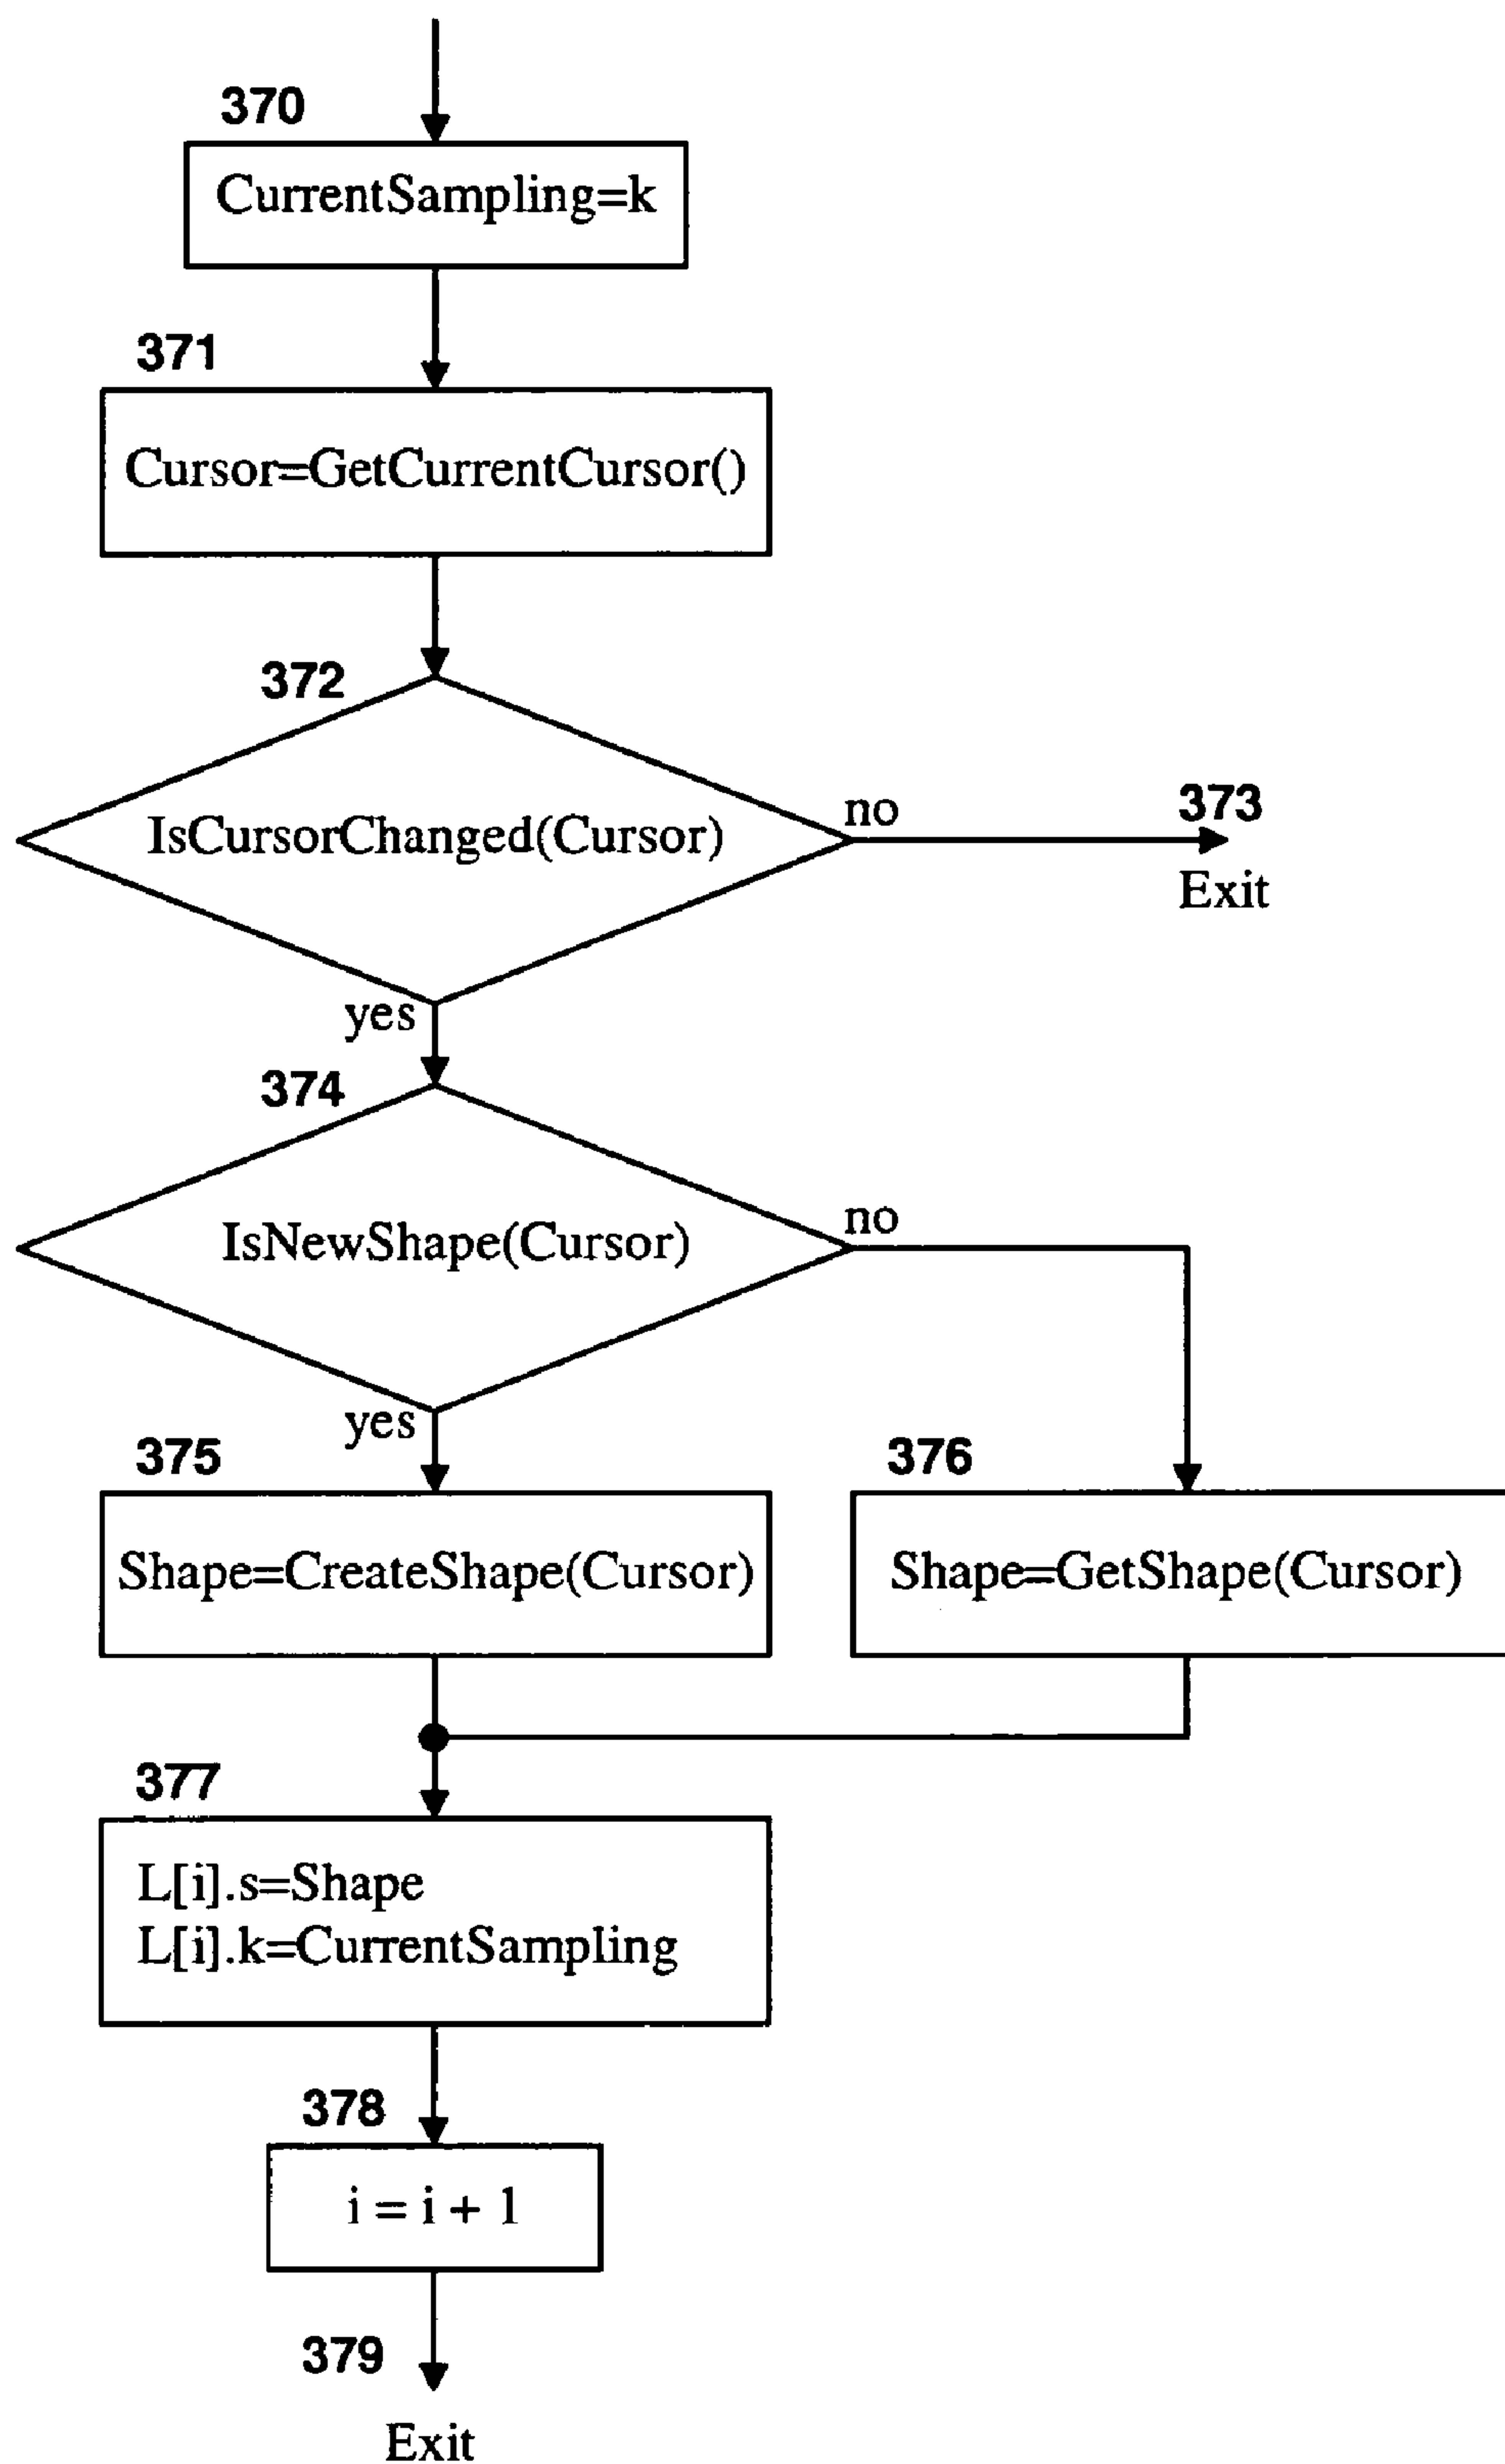 370
CurrentSampling=k
371
Cursor=GetCurrentCursor()
372
IsCursorChanged(Cursor)
no
373
Exit
yes
374
IsNewShape(Cursor)
no
yes
375
Shape=CreateShape(Cursor)
376
Shape=GetShape(Cursor)
377
L[i].s=Shape
L[i].k=CurrentSampling
378
i = i + 1
379
Exit